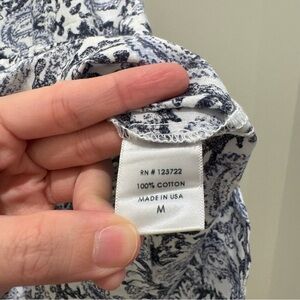 RN # 123722
100% COTTON
MADE IN USA
M